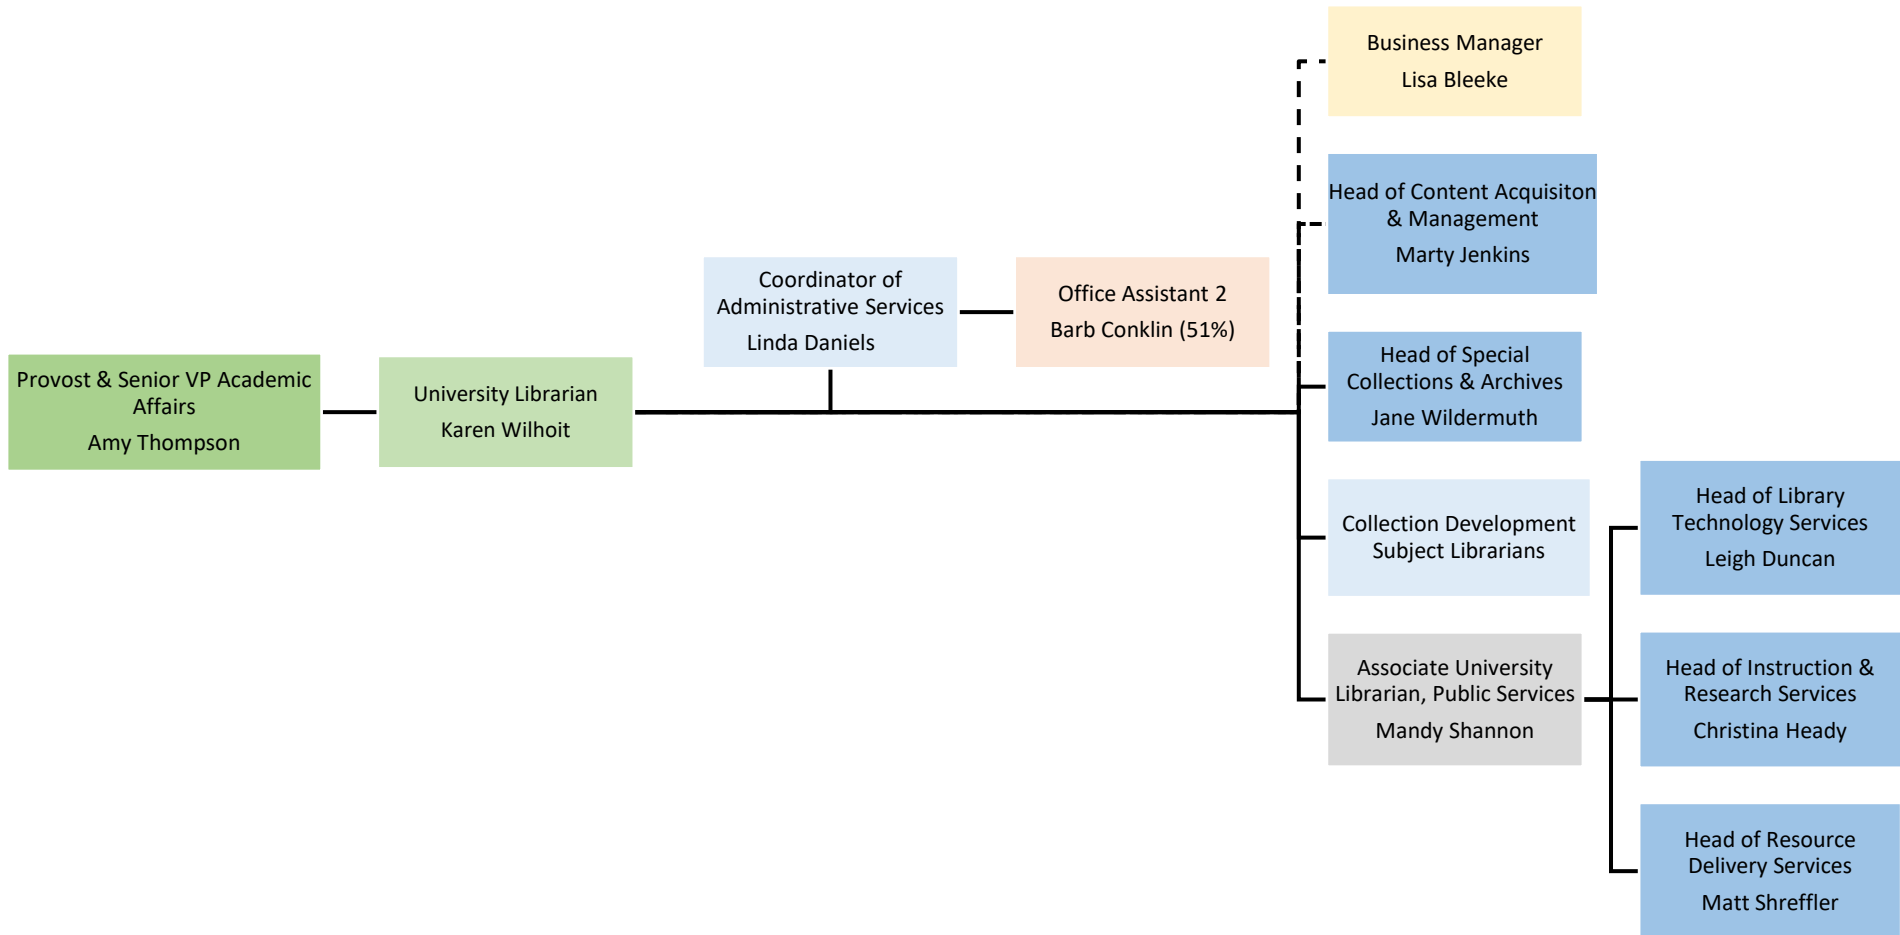 Provost & Senior VP Academic
Affairs
Amy Thompson
University Librarian
Karen Wilhoit
Coordinator of
Administrative Services
Linda Daniels
Office Assistant 2
Barb Conklin (51%)
Business Manager
Lisa Bleeke
Head of Content Acquisiton
& Management
Marty Jenkins
Head of Special
Collections & Archives
Jane Wildermuth
Collection Development
Subject Librarians
Associate University
Librarian, Public Services
Mandy Shannon
Head of Library
Technology Services
Leigh Duncan
Head of Instruction &
Research Services
Christina Heady
Head of Resource
Delivery Services
Matt Shreffler